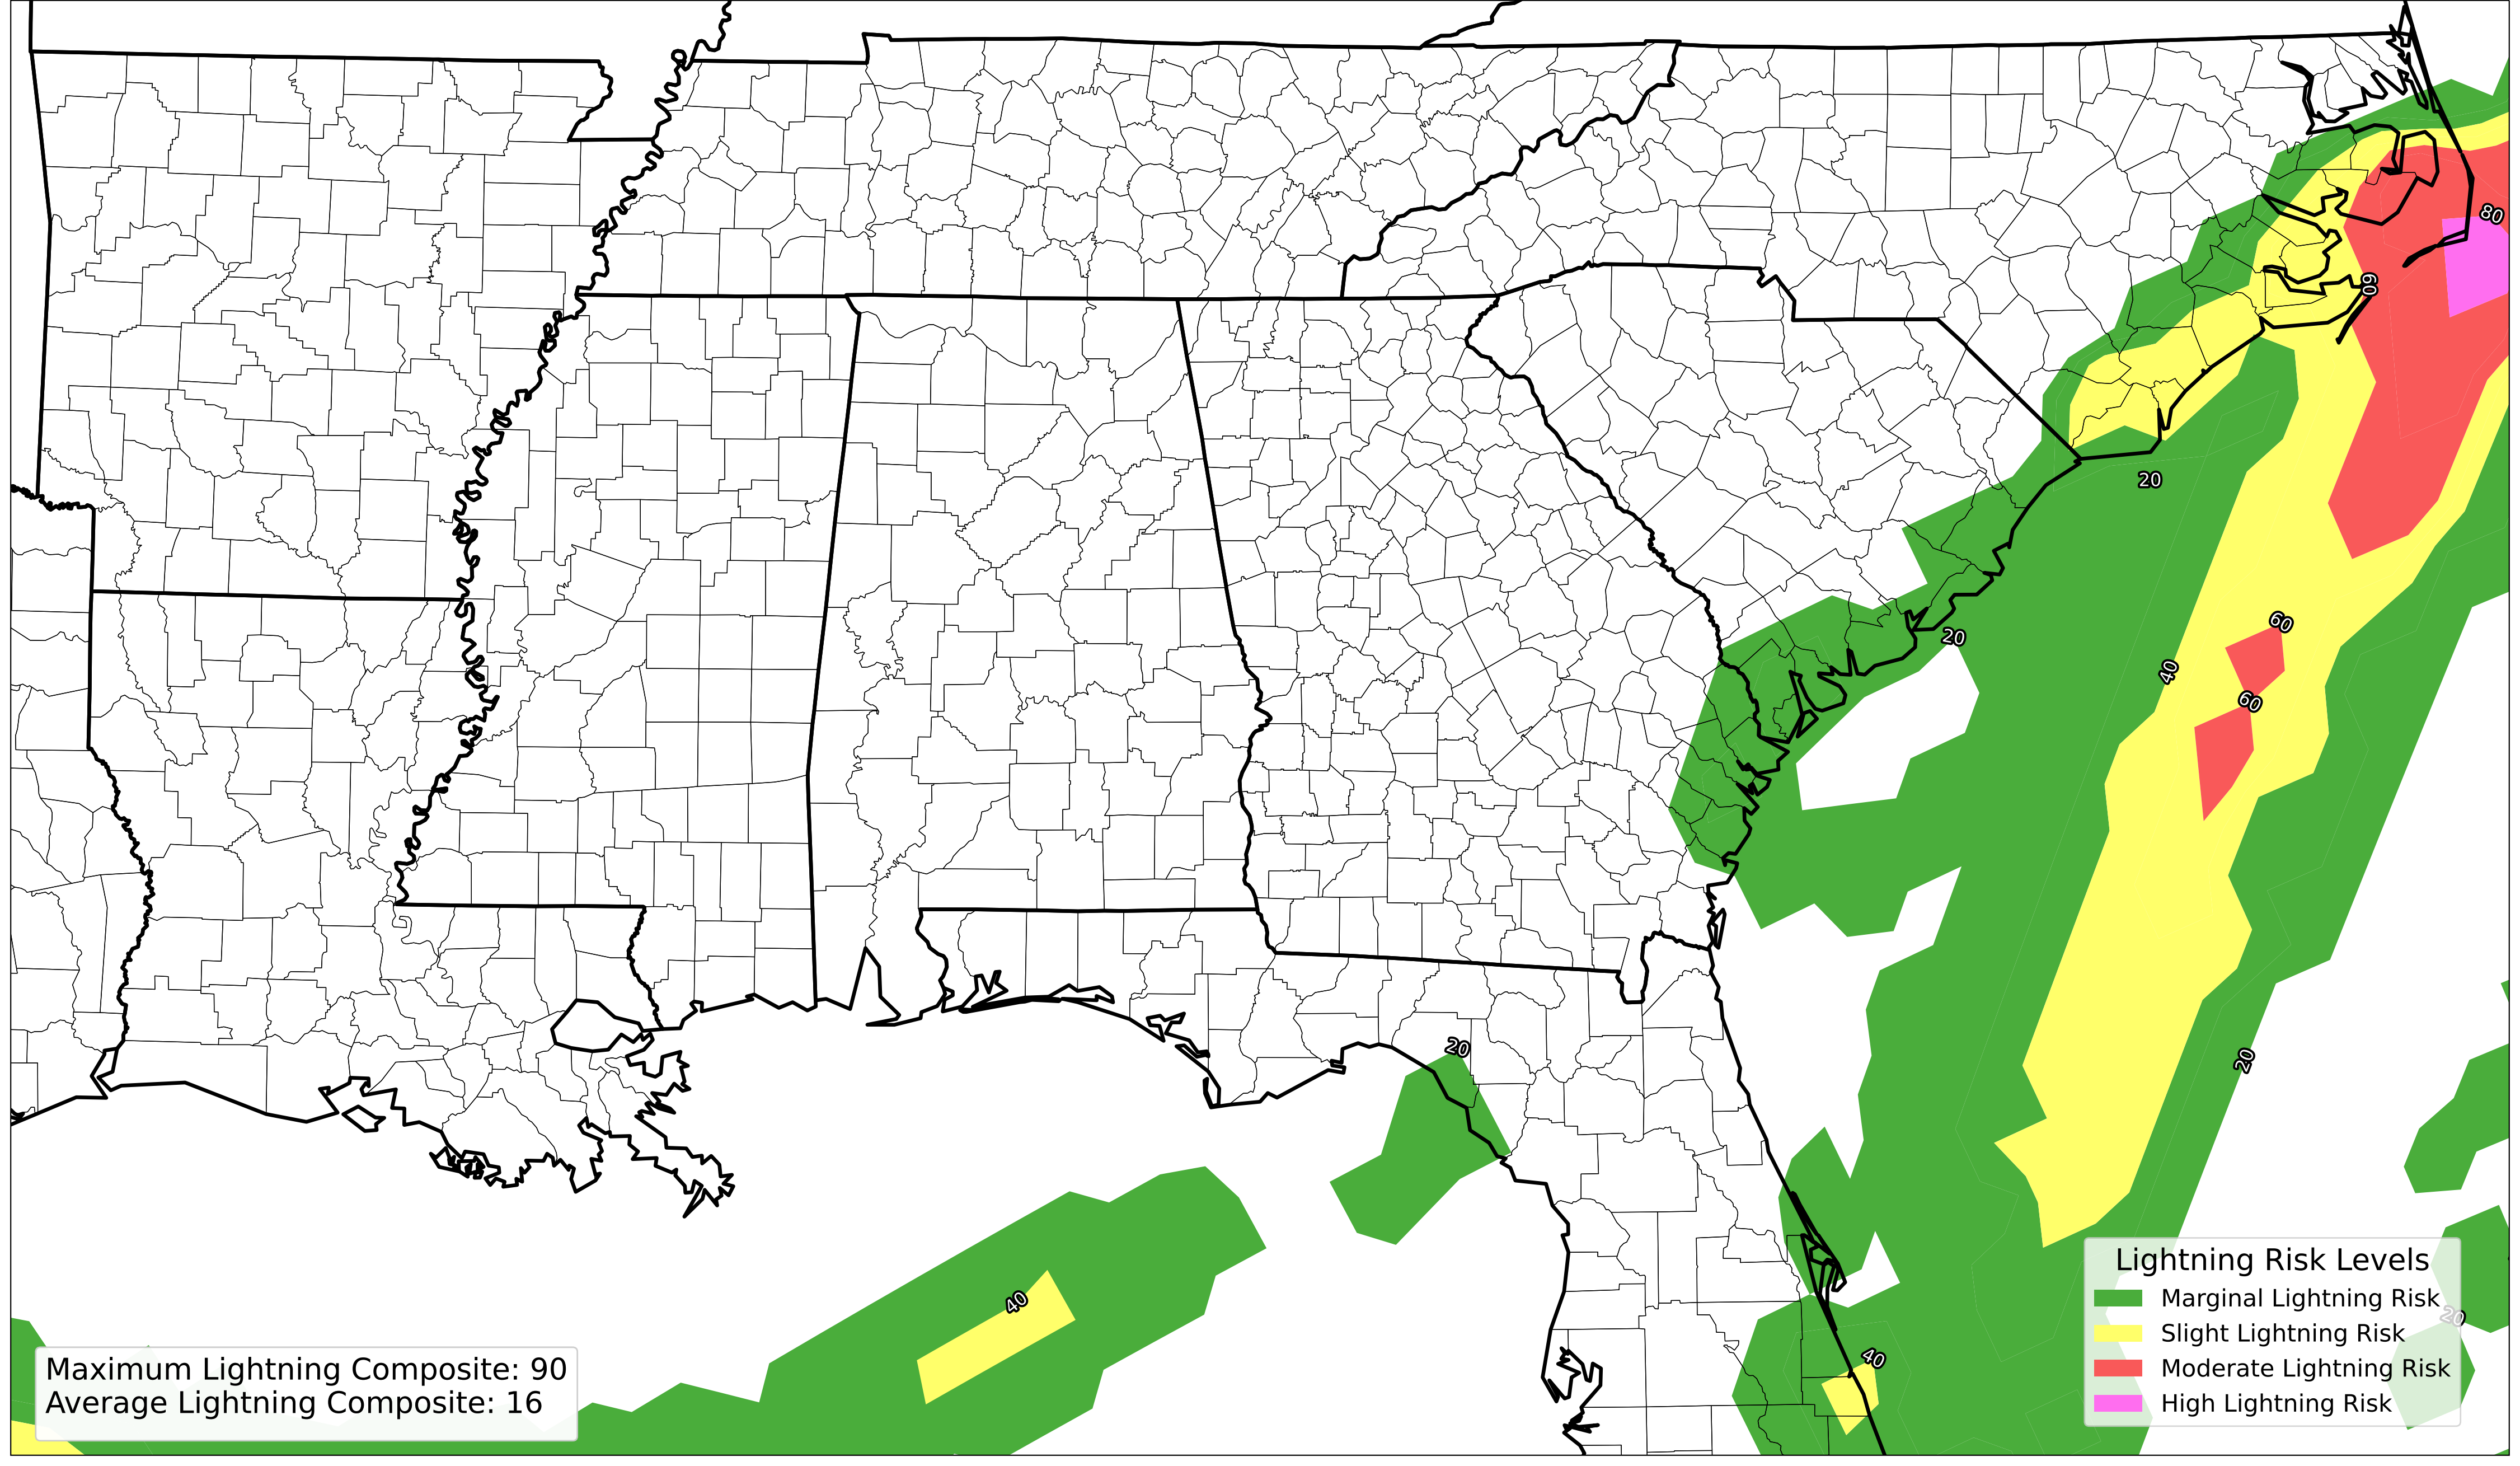 80
60
20
20
60
40
60
20
20
40
40
20
Maximum Lightning Composite: 90
Average Lightning Composite: 16
Lightning Risk Levels
Marginal Lightning Risk
Slight Lightning Risk
Moderate Lightning Risk
High Lightning Risk